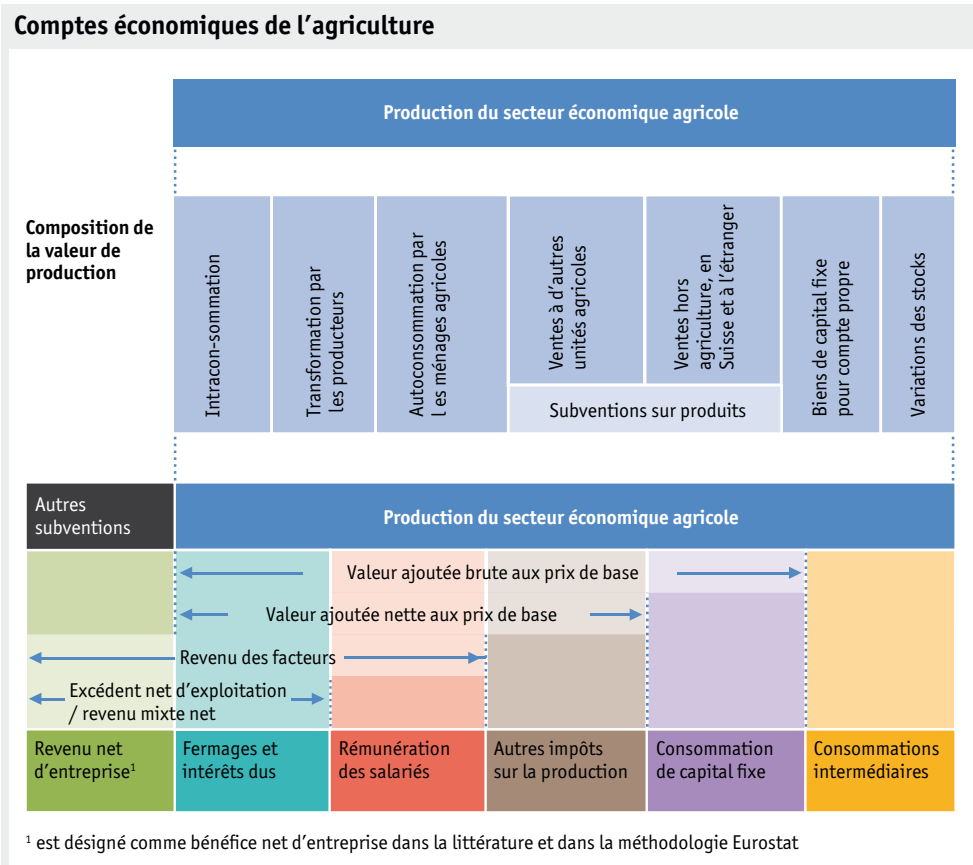 Comptes économiques de l’agriculture
Production du secteur économique agricole
Composition de
la valeur de
production
Intracon-sommation
Transformation par
les producteurs
Autoconsommation par
l es ménages agricoles
Ventes à d’autres
unités agricoles
Ventes hors
agriculture, en
Suisse et à l’étranger
Subventions sur produits
Biens de capital fixe
pour compte propre
Variations des stocks
Autres
subventions
Production du secteur économique agricole
Valeur ajoutée brute aux prix de base
Valeur ajoutée nette aux prix de base
Revenu des facteurs
Excédent net d’exploitation
/ revenu mixte net
Revenu net
d’entreprise¹
Fermages et
intérêts dus
Rémunération
des salariés
Autres impôts
sur la production
Consommation
de capital fixe
Consommations
intermédiaires
¹ est désigné comme bénéfice net d’entreprise dans la littérature et dans la méthodologie Eurostat